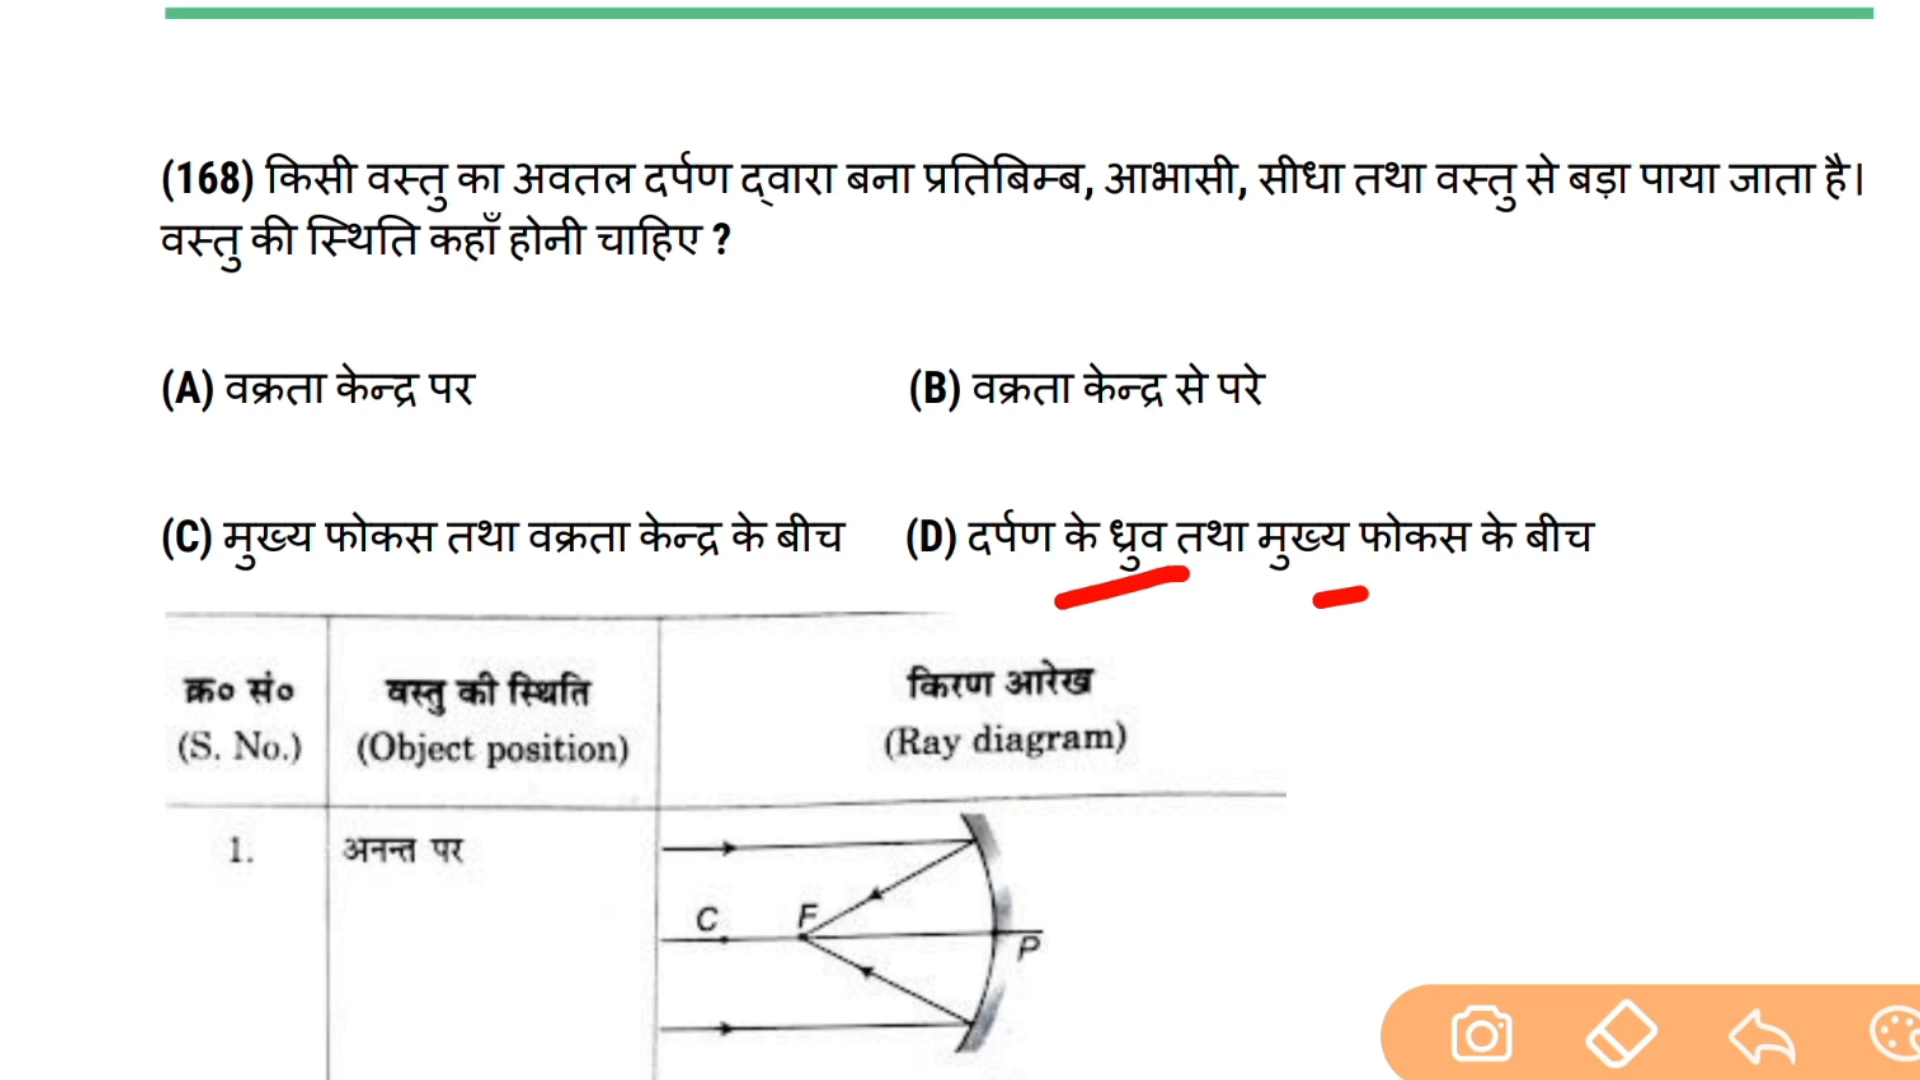 (168) किसी वस्तु का अवतल दर्पण द्वारा बना प्रतिबिम्ब, आभासी, सीधा तथा वस्तु से बड़ा पाया जाता है।
वस्तु की स्थिति कहाँ होनी चाहिए ?
(A) वक्रता केन्द्र पर (B) वक्रता केन्द्र से परे
(C) मुख्य फोकस तथा वक्रता केन्द्र के बीच (D) दर्पण के ध्रुव तथा मुख्य फोकस के बीच
क्र० सं० वस्तु की स्थिति किरण आरेख
(S. No.) (Object position) (Ray diagram)
1. अनन्त पर
C F
P